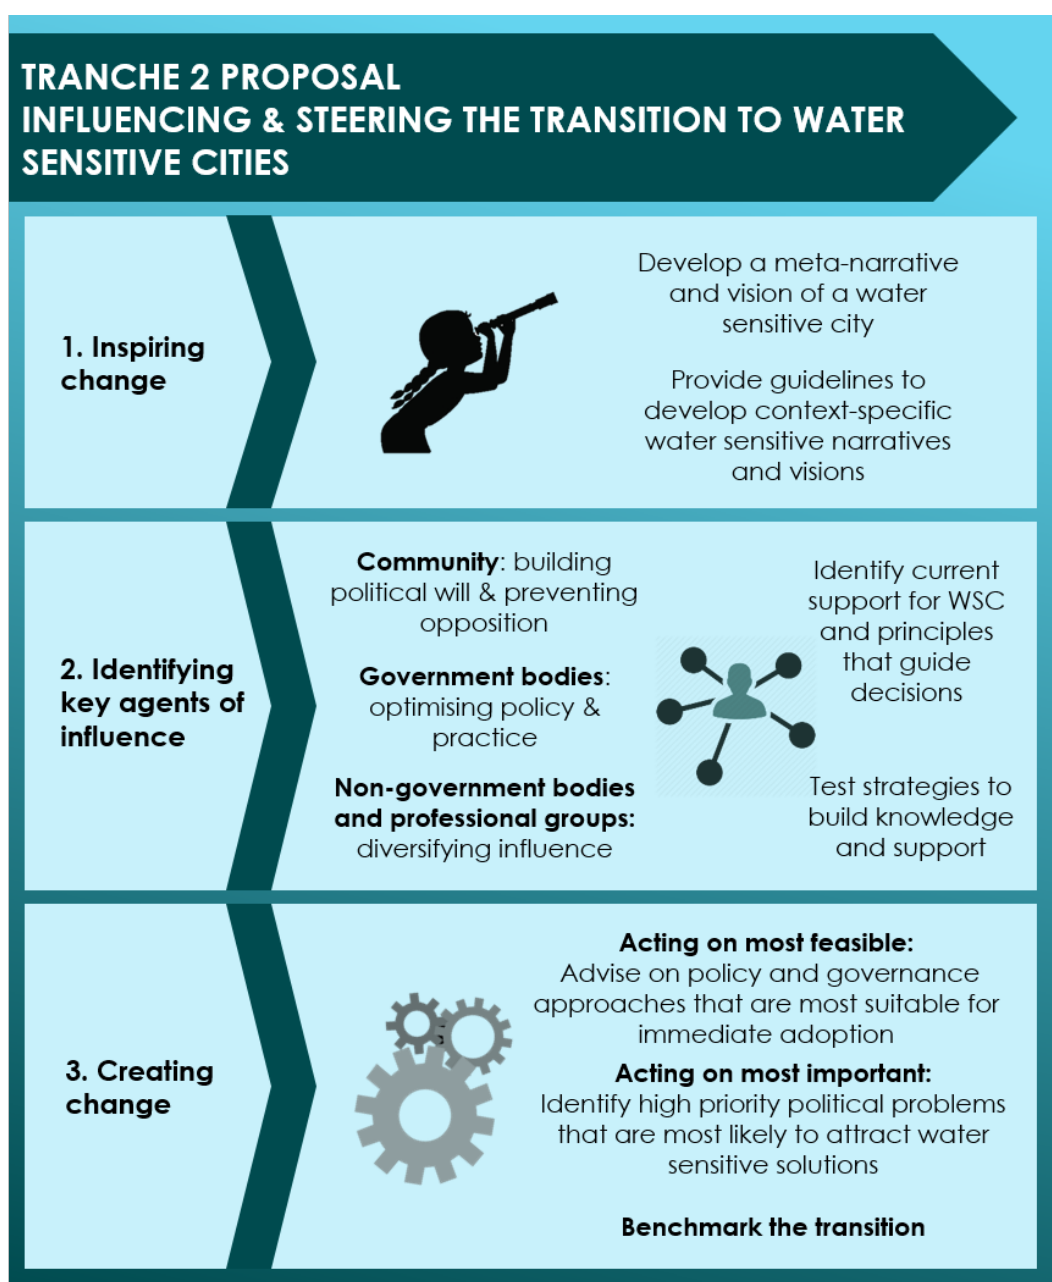 TRANCHE 2 PROPOSAL
INFLUENCING & STEERING THE TRANSITION TO WATER
SENSITIVE CITIES
1. Inspiring
change
Develop a meta-narrative
and vision of a water
sensitive city
Provide guidelines to
develop context-specific
water sensitive narratives
and visions
2. Identifying
key agents of
influence
Community: building
political will & preventing
opposition
Government bodies:
optimising policy &
practice
Non-government bodies
and professional groups:
diversifying influence
Identify current
support for WSC
and principles
that guide
decisions
Test strategies to
build knowledge
and support
3. Creating
change
Acting on most feasible:
Advise on policy and governance
approaches that are most suitable for
immediate adoption
Acting on most important:
Identify high priority political problems
that are most likely to attract water
sensitive solutions
Benchmark the transition